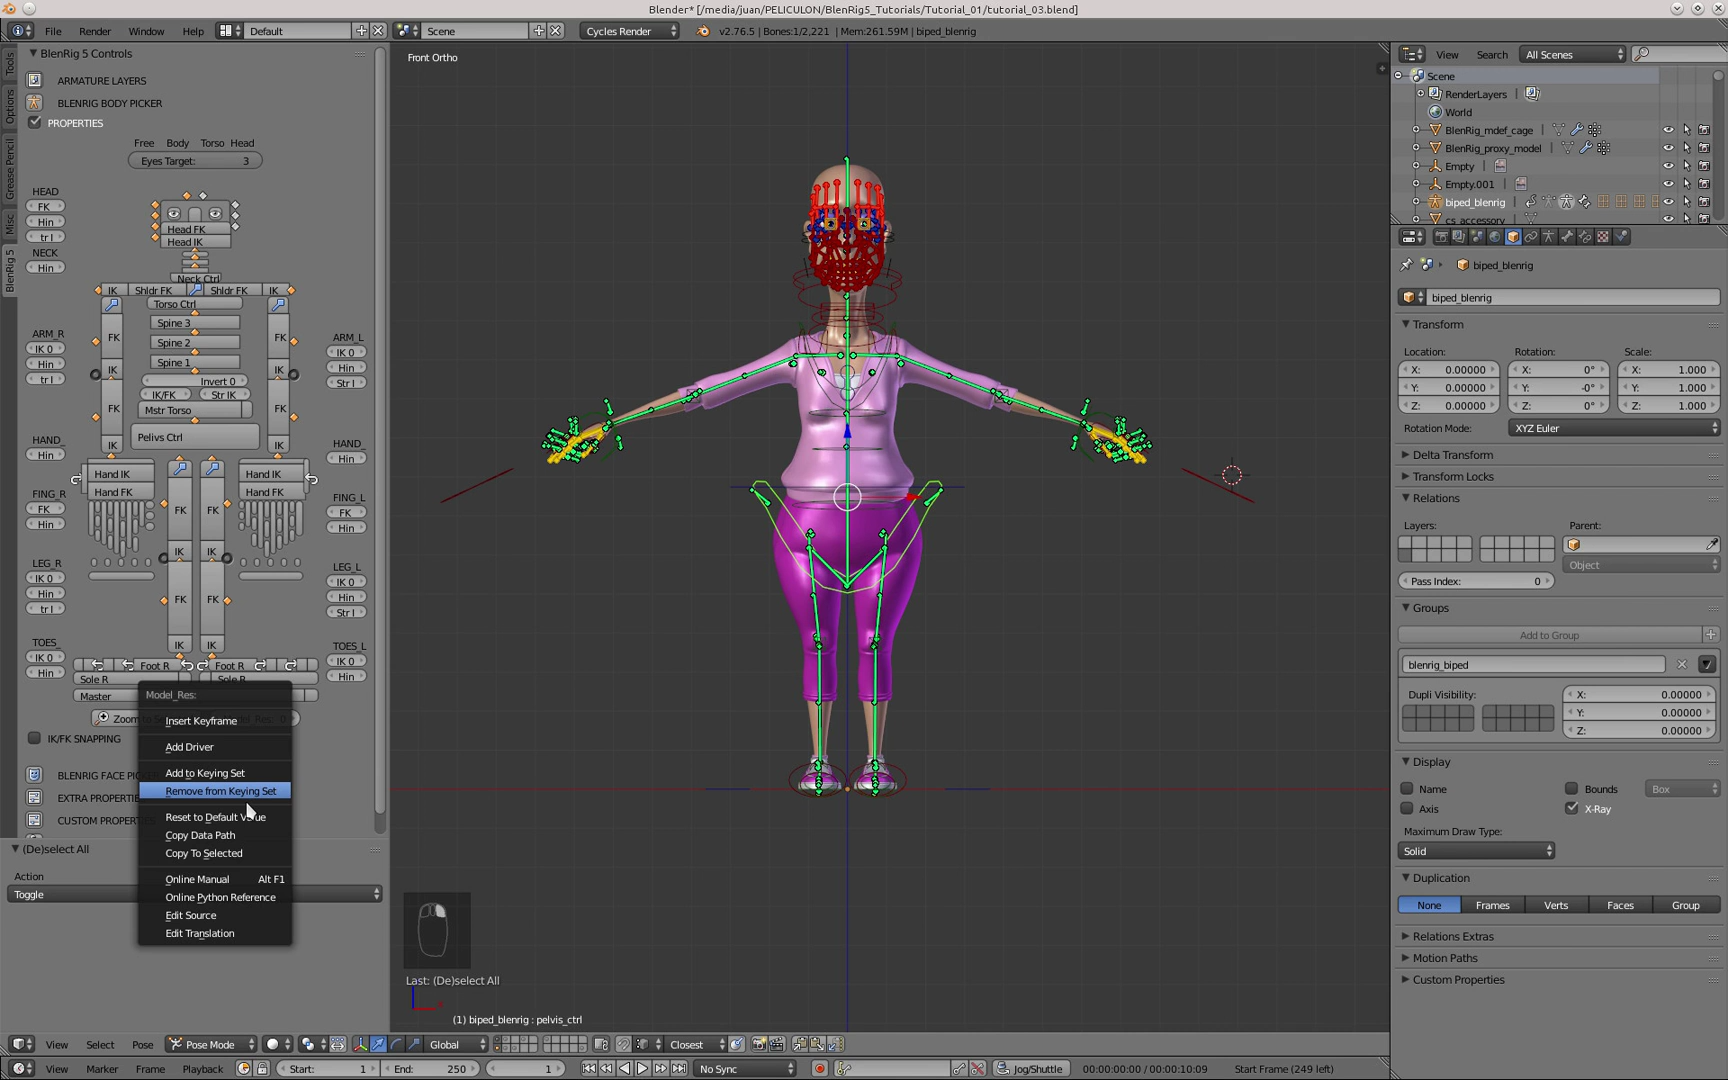 Blender* [/media/juan/PELICULON/BlenRig5_Tutorials/Tutorial_01/tutorial_03.blend]
File Render Window Help Default Scene Cycles Render v2.76.5 | Bones:1/2,221 | Mem:261.59M | biped_blenrig
Tools
Options
Grease Pencil
Misc
BlenRig 5
BlenRig 5 Controls
ARMATURE LAYERS
BLENRIG BODY PICKER
PROPERTIES
Free Body Torso Head
Eyes Target: 3
HEAD
FK
Hin
tr I
NECK
Hin
Head FK
Head IK
Neck Ctrl
IK Shldr FK Shldr FK IK
Torso Ctrl
Spine 3
Spine 2
Spine 1
Invert 0
IK/FK Str IK
Mstr Torso
Pelivs Ctrl
FK FK
IK IK
FK FK
IK IK
ARM_R
IK 0
Hin
tr I
ARM_L
IK 0
Hin
Str I
HAND_
Hin
HAND_
Hin
Hand IK Hand IK
Hand FK Hand FK
FING_R
FK
Hin
FING_L
FK
Hin
FK FK
IK IK
FK FK
IK IK
LEG_R
IK 0
Hin
tr I
LEG_L
IK 0
Hin
Str I
TOES_
IK 0
Hin
TOES_L
IK 0
Hin
Foot R Foot R
Sole R Sole R
Master
Zoom to
IK/FK SNAPPING
BLENRIG FACE PICK
EXTRA PROPERTIE
CUSTOM PROPERT
Model_Res:
Insert Keyframe
Add Driver
Add to Keying Set
Remove from Keying Set
Reset to Default Value
Copy Data Path
Copy To Selected
Online Manual Alt F1
Online Python Reference
Edit Source
Edit Translation
(De)select All
Action
Toggle
Front Ortho
Last: (De)select All
(1) biped_blenrig : pelvis_ctrl
View Select Pose Pose Mode Global Closest
View Marker Frame Playback Start: 1 End: 250 1 No Sync Jog/Shuttle 00:00:00:00 / 00:00:10:09 Start Frame (249 left)
View Search All Scenes
Scene
RenderLayers
World
BlenRig_mdef_cage
BlenRig_proxy_model
Empty
Empty.001
biped_blenrig
cs_accessory
biped_blenrig
biped_blenrig
Transform
Location: Rotation: Scale:
X: 0.00000 X: 0° X: 1.000
Y: 0.00000 Y: -0° Y: 1.000
Z: 0.00000 Z: 0° Z: 1.000
Rotation Mode: XYZ Euler
Delta Transform
Transform Locks
Relations
Layers: Parent:
Object
Pass Index: 0
Groups
Add to Group
blenrig_biped
Dupli Visibility: X: 0.00000
Y: 0.00000
Z: 0.00000
Display
Name Bounds Box
Axis X-Ray
Maximum Draw Type:
Solid
Duplication
None Frames Verts Faces Group
Relations Extras
Motion Paths
Custom Properties